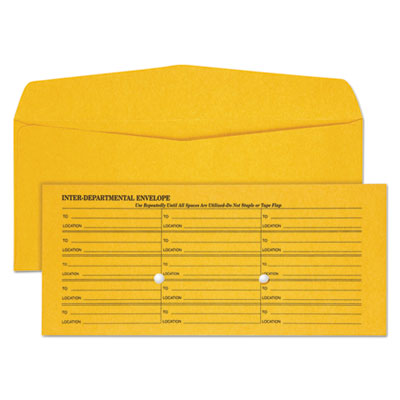 INTER-DEPARTMENTAL ENVELOPE
Use Repeatedly Until All Spaces Are Utilized-Do Not Staple or Tape Flap
TO TO TO
LOCATION LOCATION LOCATION
TO TO TO
LOCATION LOCATION LOCATION
TO TO TO
LOCATION LOCATION LOCATION
TO TO TO
LOCATION LOCATION LOCATION
TO TO TO
LOCATION LOCATION LOCATION